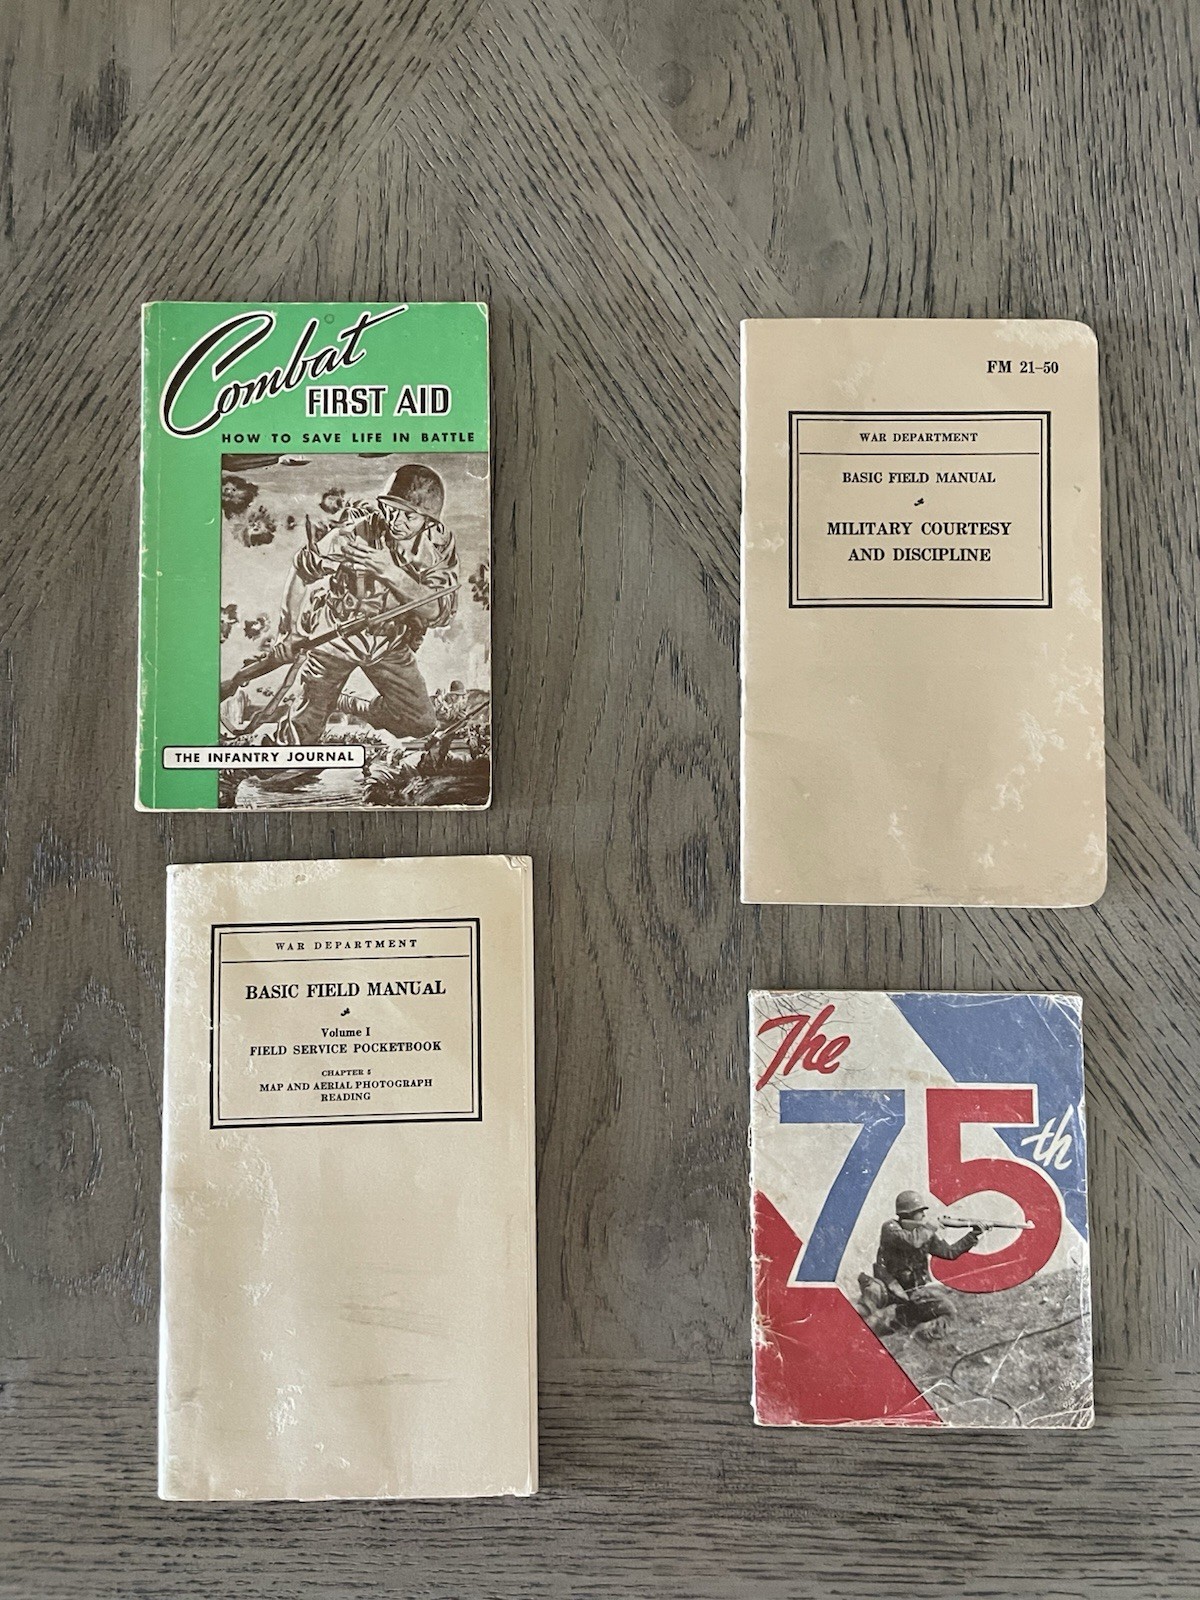 Combat
FIRST AID
HOW TO SAVE LIFE IN BATTLE
THE INFANTRY JOURNAL
FM 21–50
WAR DEPARTMENT
BASIC FIELD MANUAL
MILITARY COURTESY
AND DISCIPLINE
WAR DEPARTMENT
BASIC FIELD MANUAL
Volume I
FIELD SERVICE POCKETBOOK
CHAPTER 5
MAP AND AERIAL PHOTOGRAPH
READING
The
75th